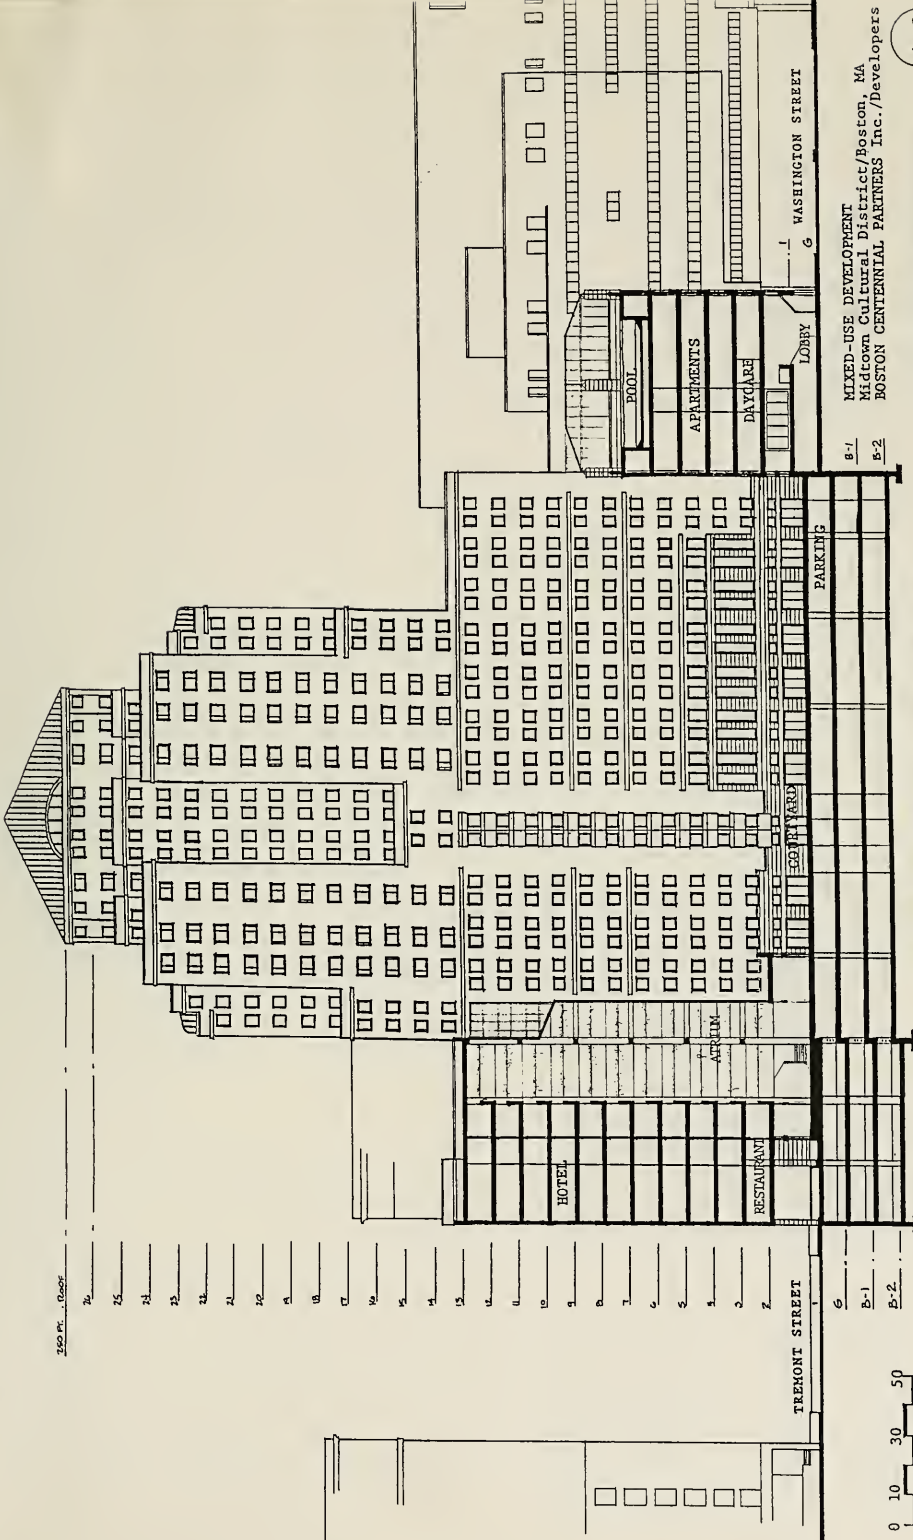 250 FT. ROOF
26
25
24
23
22
21
20
19
18
17
16
15
14
13
12
11
10
9
8
7
6
5
4
3
2
1
G
B-1
B-2
TREMONT STREET
HOTEL
RESTAURANT
ATRIUM
COURTYARD
PARKING
POOL
APARTMENTS
DAYCARE
LOBBY
1
G
WASHINGTON STREET
B-1
B-2
0 10 30 50
MIXED-USE DEVELOPMENT
Midtown Cultural District/Boston, MA
BOSTON CENTENNIAL PARTNERS Inc./Developers